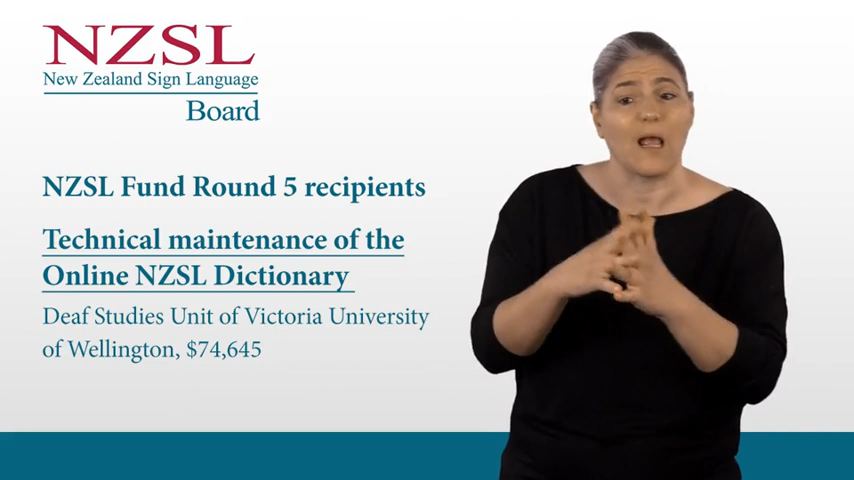 NZSL
New Zealand Sign Language
Board
NZSL Fund Round 5 recipients
Technical maintenance of the
Online NZSL Dictionary
Deaf Studies Unit of Victoria University
of Wellington, $74,645